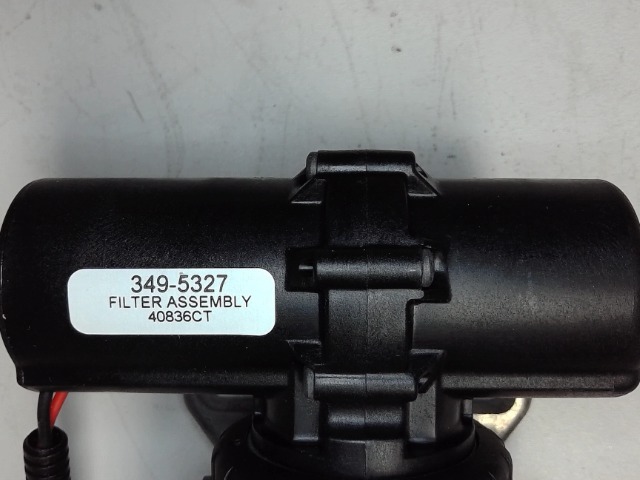 349-5327
FILTER ASSEMBLY
40836CT